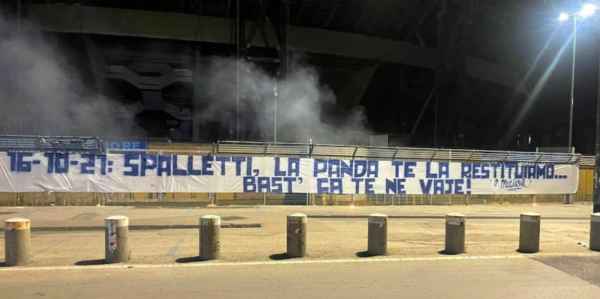 16-10-21: SPALLETTI, LA PANDA TE LA RESTITUIAMO...
BAST' CA TE NE VAJE!